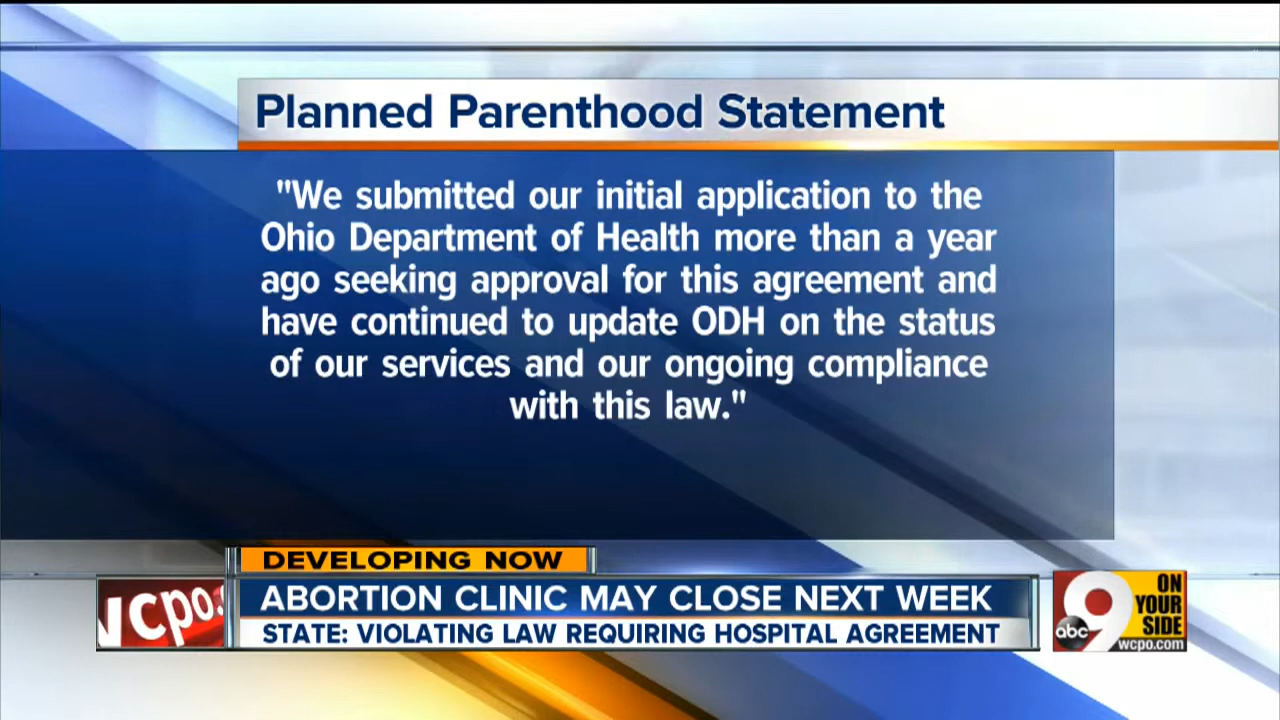 Planned Parenthood Statement
"We submitted our initial application to the
Ohio Department of Health more than a year
ago seeking approval for this agreement and
have continued to update ODH on the status
of our services and our ongoing compliance
with this law."
DEVELOPING NOW
ABORTION CLINIC MAY CLOSE NEXT WEEK
STATE: VIOLATING LAW REQUIRING HOSPITAL AGREEMENT
wcpo.
abc 9
ON
YOUR
SIDE
wcpo.com